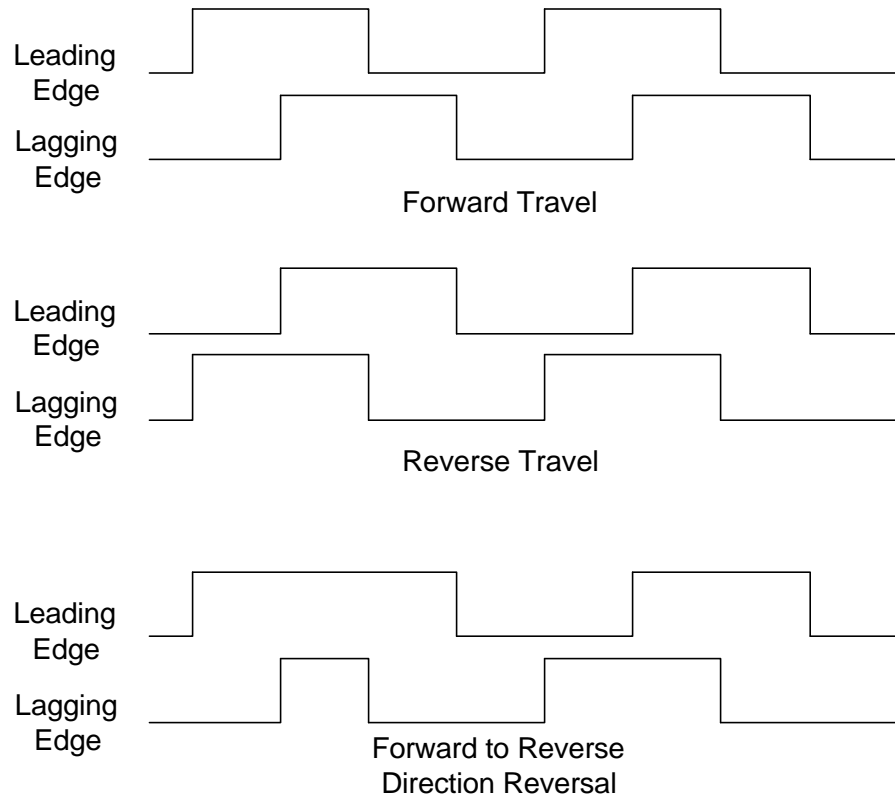 Leading
Edge
Lagging
Edge
Forward Travel
Leading
Edge
Lagging
Edge
Reverse Travel
Leading
Edge
Lagging
Edge
Forward to Reverse
Direction Reversal